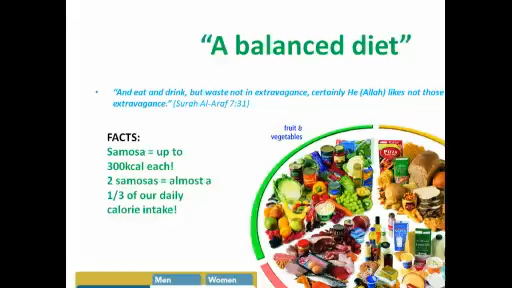 “A balanced diet”
• “And eat and drink, but waste not in extravagance, certainly He (Allah) likes not those
extravagance.” (Surah Al-Araf 7:31)
FACTS:
Samosa = up to
300kcal each!
2 samosas = almost a
1/3 of our daily
calorie intake!
fruit &
vegetables
Men Women